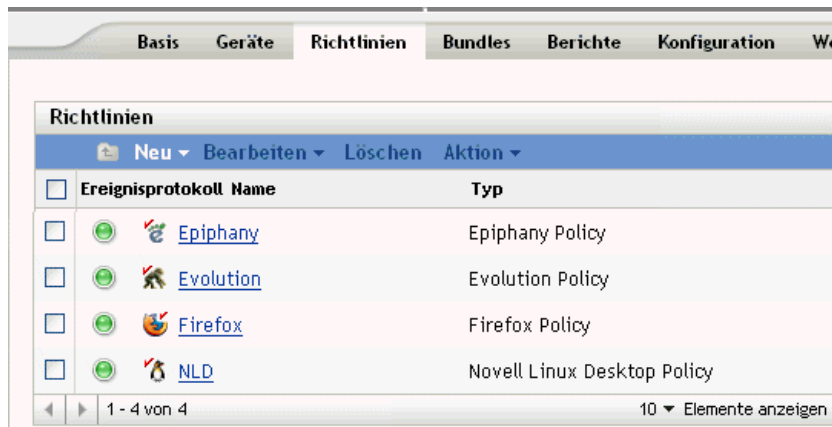 Basis Geräte Richtlinien Bundles Berichte Konfiguration
Richtlinien
Neu Bearbeiten Löschen Aktion
Ereignisprotokoll Name Typ
Epiphany Epiphany Policy
Evolution Evolution Policy
Firefox Firefox Policy
NLD Novell Linux Desktop Policy
1 - 4 von 4 10 Elemente anzeigen